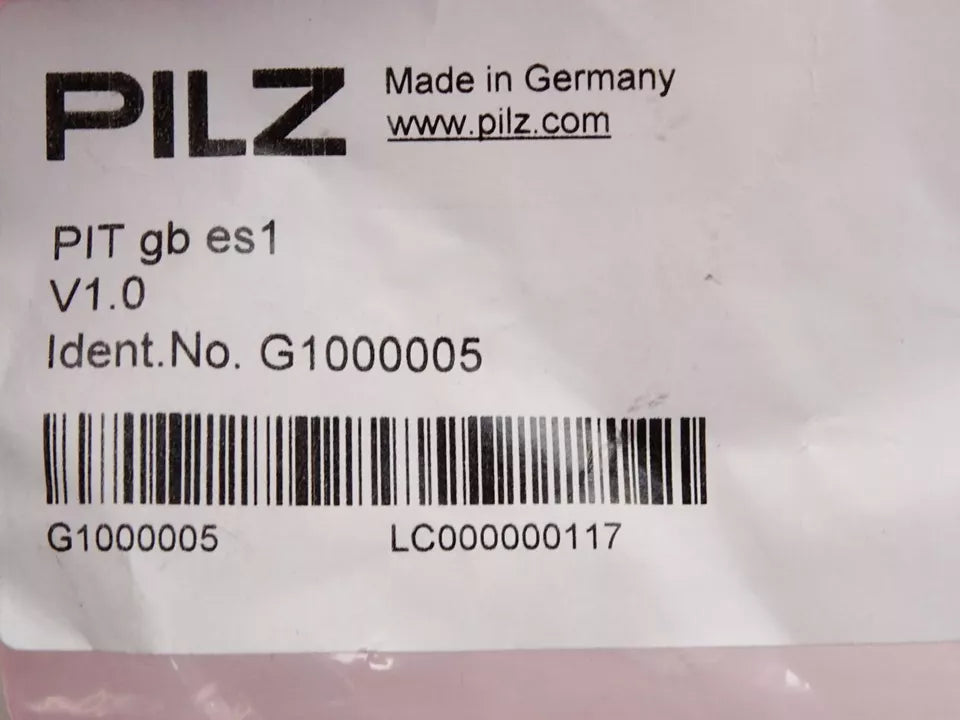 PILZ
Made in Germany
www.pilz.com
PIT gb es1
V1.0
Ident.No. G1000005
G1000005 LC000000117